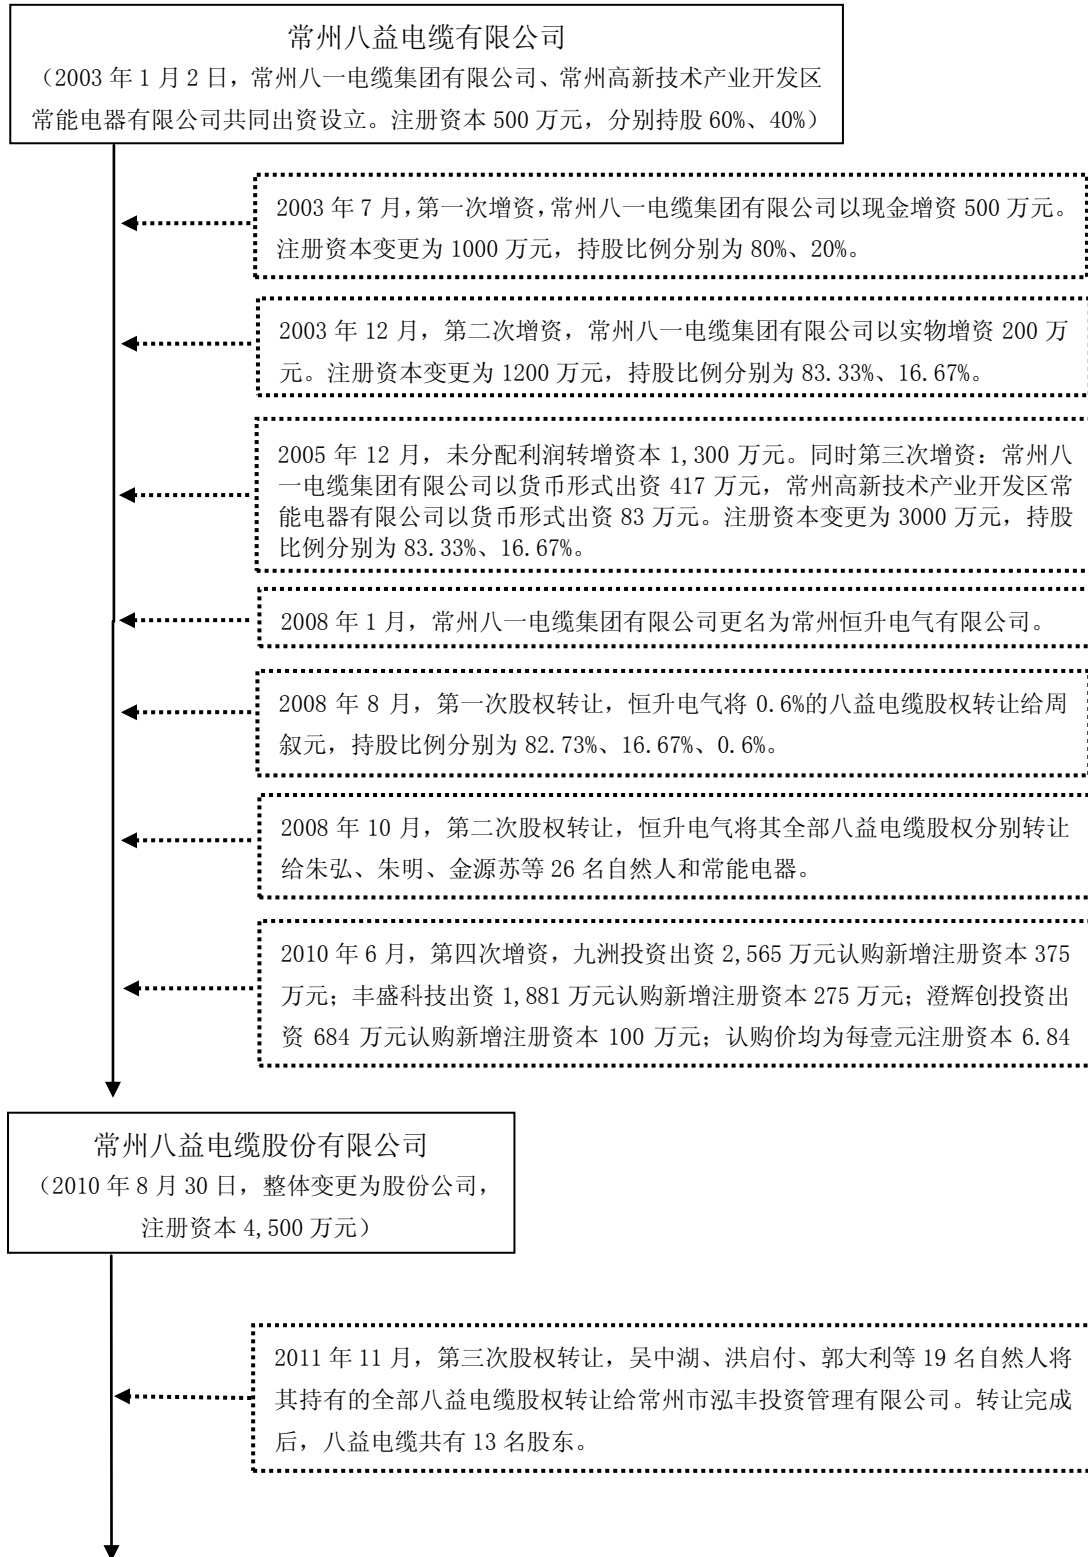 常州八益电缆有限公司
（2003 年 1 月 2 日，常州八一电缆集团有限公司、常州高新技术产业开发区
常能电器有限公司共同出资设立。注册资本 500 万元，分别持股 60%、40%）
2003 年 7 月，第一次增资，常州八一电缆集团有限公司以现金增资 500 万元。
注册资本变更为 1000 万元，持股比例分别为 80%、20%。
2003 年 12 月，第二次增资，常州八一电缆集团有限公司以实物增资 200 万
元。注册资本变更为 1200 万元，持股比例分别为 83.33%、16.67%。
2005 年 12 月，未分配利润转增资本 1,300 万元。同时第三次增资：常州八
一电缆集团有限公司以货币形式出资 417 万元，常州高新技术产业开发区常
能电器有限公司以货币形式出资 83 万元。注册资本变更为 3000 万元，持股
比例分别为 83.33%、16.67%。
2008 年 1 月，常州八一电缆集团有限公司更名为常州恒升电气有限公司。
2008 年 8 月，第一次股权转让，恒升电气将 0.6%的八益电缆股权转让给周
叙元，持股比例分别为 82.73%、16.67%、0.6%。
2008 年 10 月，第二次股权转让，恒升电气将其全部八益电缆股权分别转让
给朱弘、朱明、金源苏等 26 名自然人和常能电器。
2010 年 6 月，第四次增资，九洲投资出资 2,565 万元认购新增注册资本 375
万元；丰盛科技出资 1,881 万元认购新增注册资本 275 万元；澄辉创投资出
资 684 万元认购新增注册资本 100 万元；认购价均为每壹元注册资本 6.84
常州八益电缆股份有限公司
（2010 年 8 月 30 日，整体变更为股份公司，
注册资本 4,500 万元）
2011 年 11 月，第三次股权转让，吴中湖、洪启付、郭大利等 19 名自然人将
其持有的全部八益电缆股权转让给常州市泓丰投资管理有限公司。转让完成
后，八益电缆共有 13 名股东。